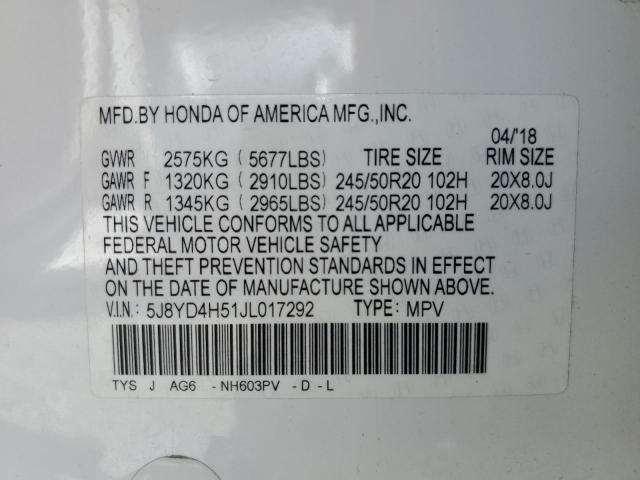 MFD.BY HONDA OF AMERICA MFG.,INC.
04/'18
GVWR 2575KG (5677LBS) TIRE SIZE RIM SIZE
GAWR F 1320KG (2910LBS) 245/50R20 102H 20X8.0J
GAWR R 1345KG (2965LBS) 245/50R20 102H 20X8.0J
THIS VEHICLE CONFORMS TO ALL APPLICABLE
FEDERAL MOTOR VEHICLE SAFETY
AND THEFT PREVENTION STANDARDS IN EFFECT
ON THE DATE OF MANUFACTURE SHOWN ABOVE.
V.I.N.: 5J8YD4H51JL017292 TYPE: MPV
TYS J AG6 - NH603PV - D - L